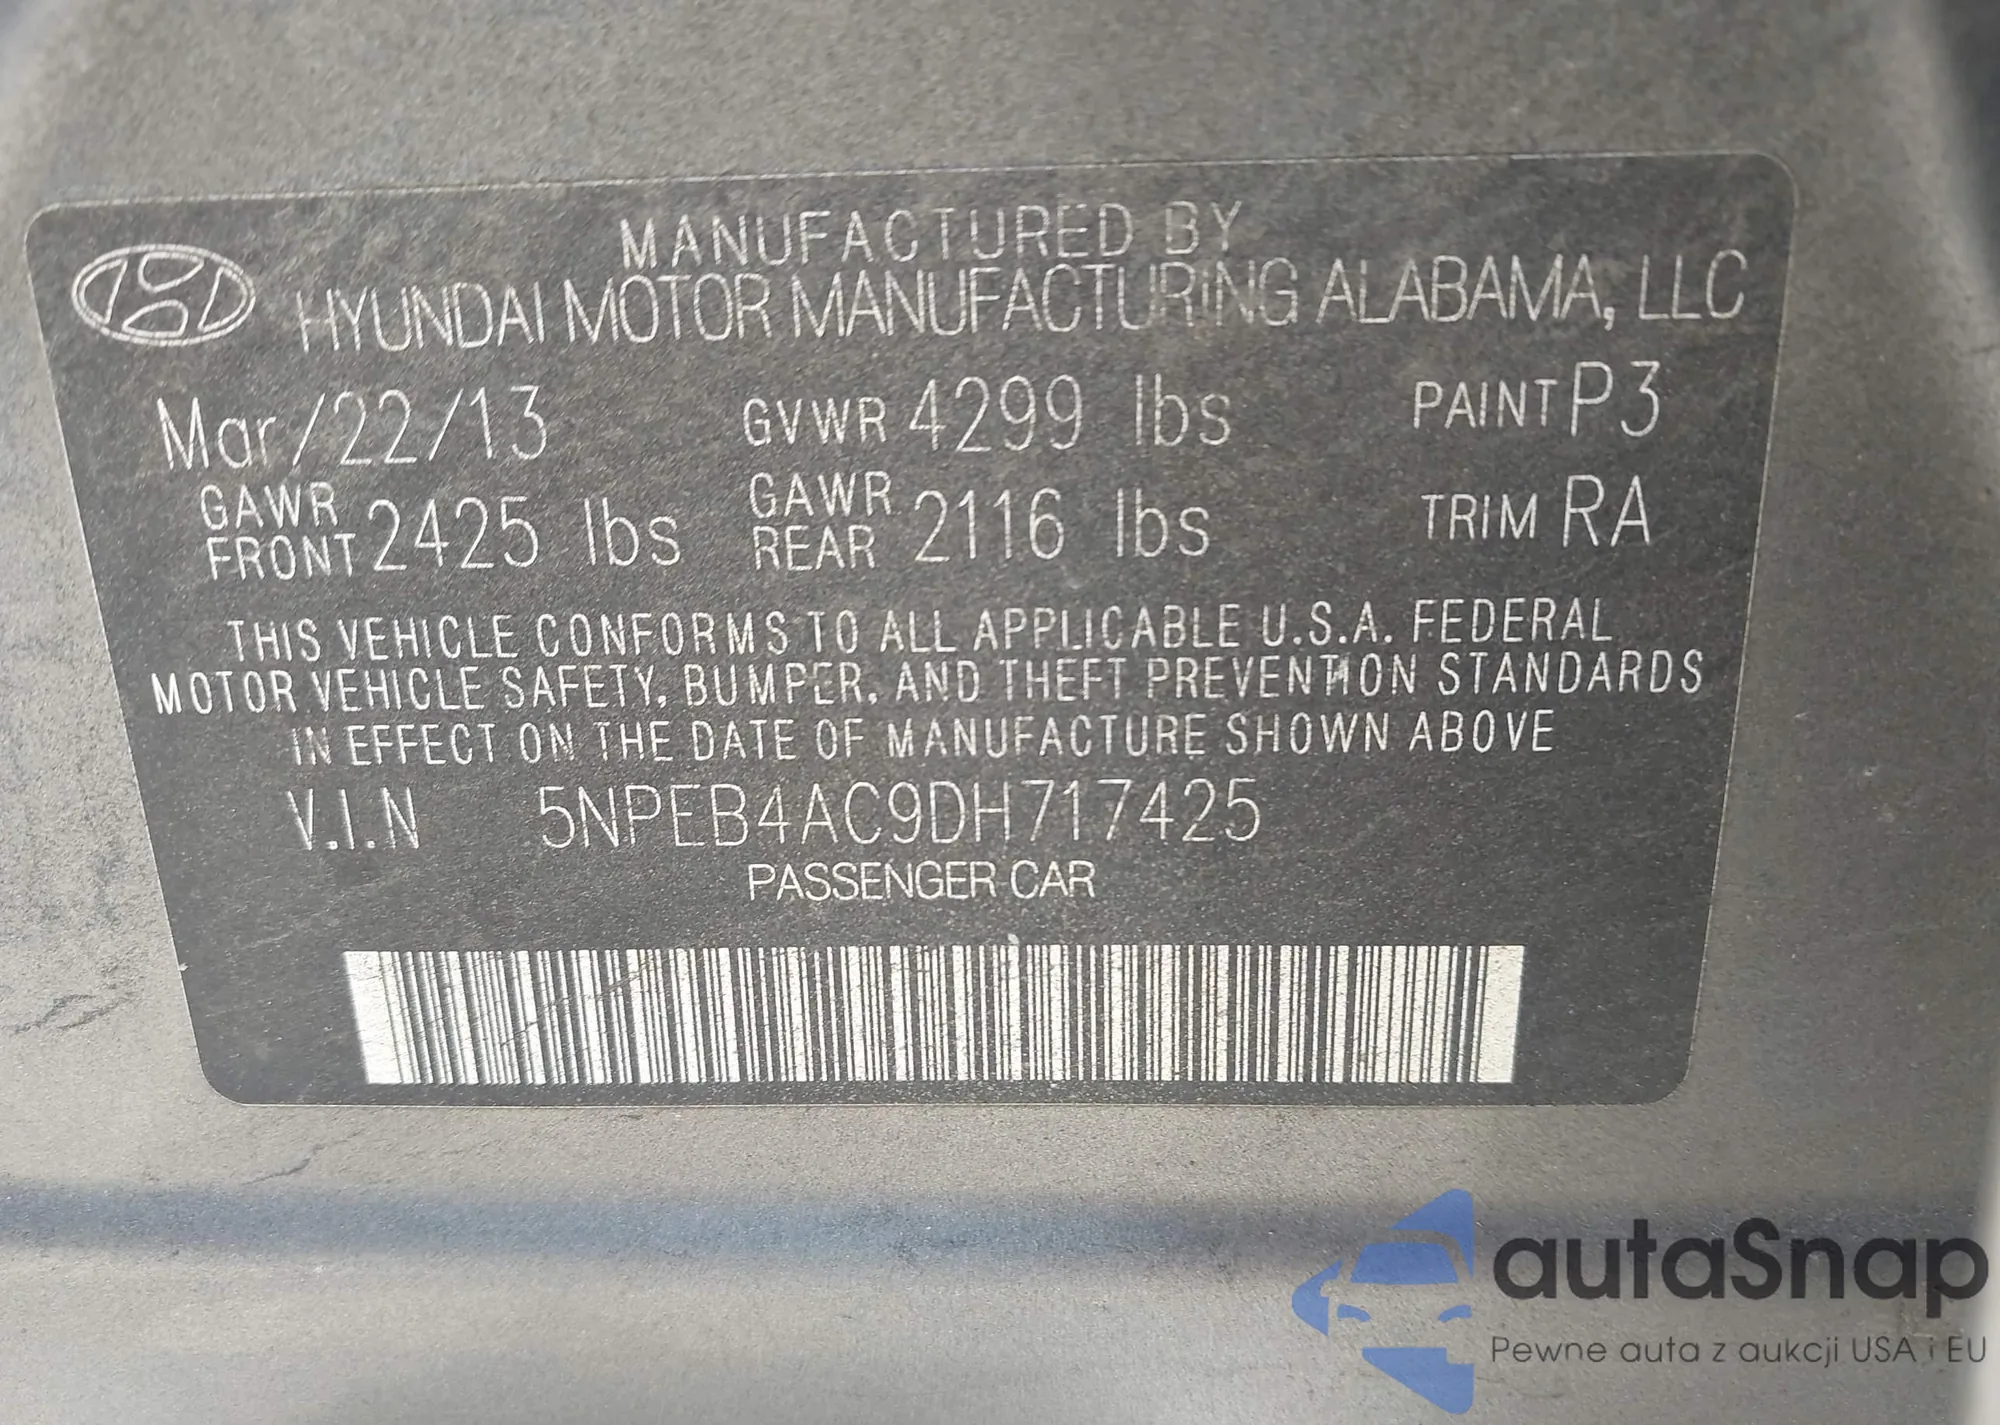 MANUFACTURED BY
HYUNDAI MOTOR MANUFACTURING ALABAMA, LLC
Mar/22/13 GVWR 4299 lbs PAINT P3
GAWR FRONT 2425 lbs GAWR REAR 2116 lbs TRIM RA
THIS VEHICLE CONFORMS TO ALL APPLICABLE U.S.A. FEDERAL
MOTOR VEHICLE SAFETY, BUMPER, AND THEFT PREVENTION STANDARDS
IN EFFECT ON THE DATE OF MANUFACTURE SHOWN ABOVE
V.I.N 5NPEB4AC9DH717425
PASSENGER CAR
autaSnap
Pewne auta z aukcji USA i EU